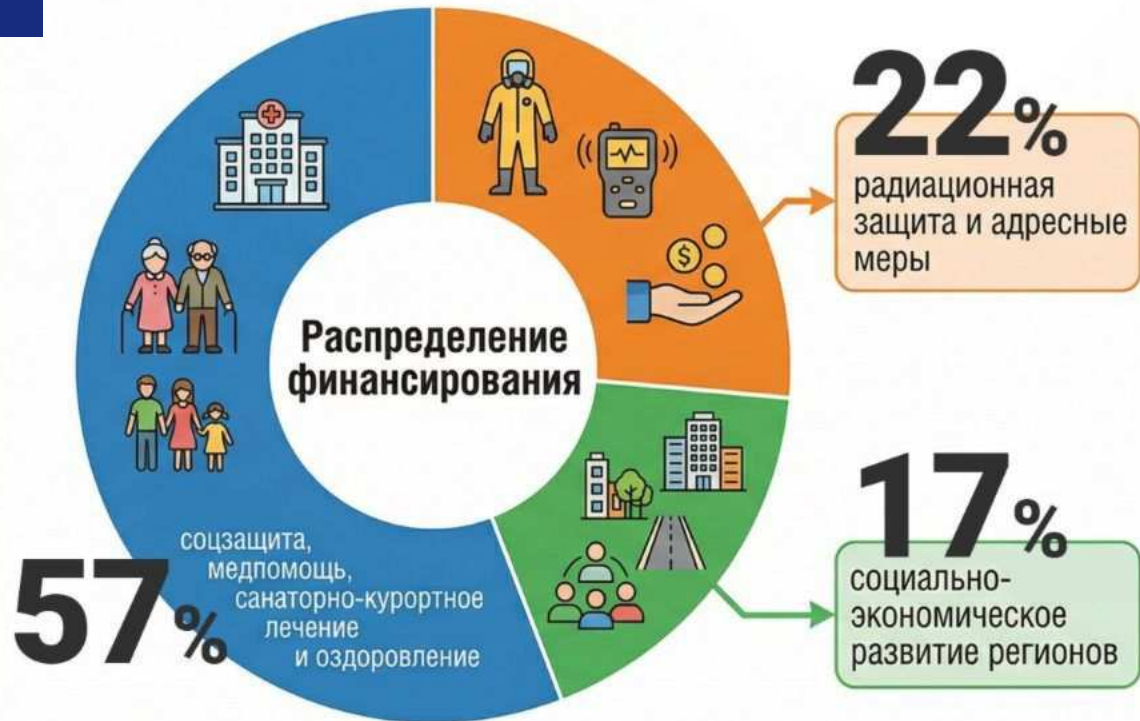 Распределение
финансирования
22%
радиационная
защита и адресные
меры
17%
социально-
экономическое
развитие регионов
57%
соцзащита,
медпомощь,
санаторно-курортное
лечение
и оздоровление